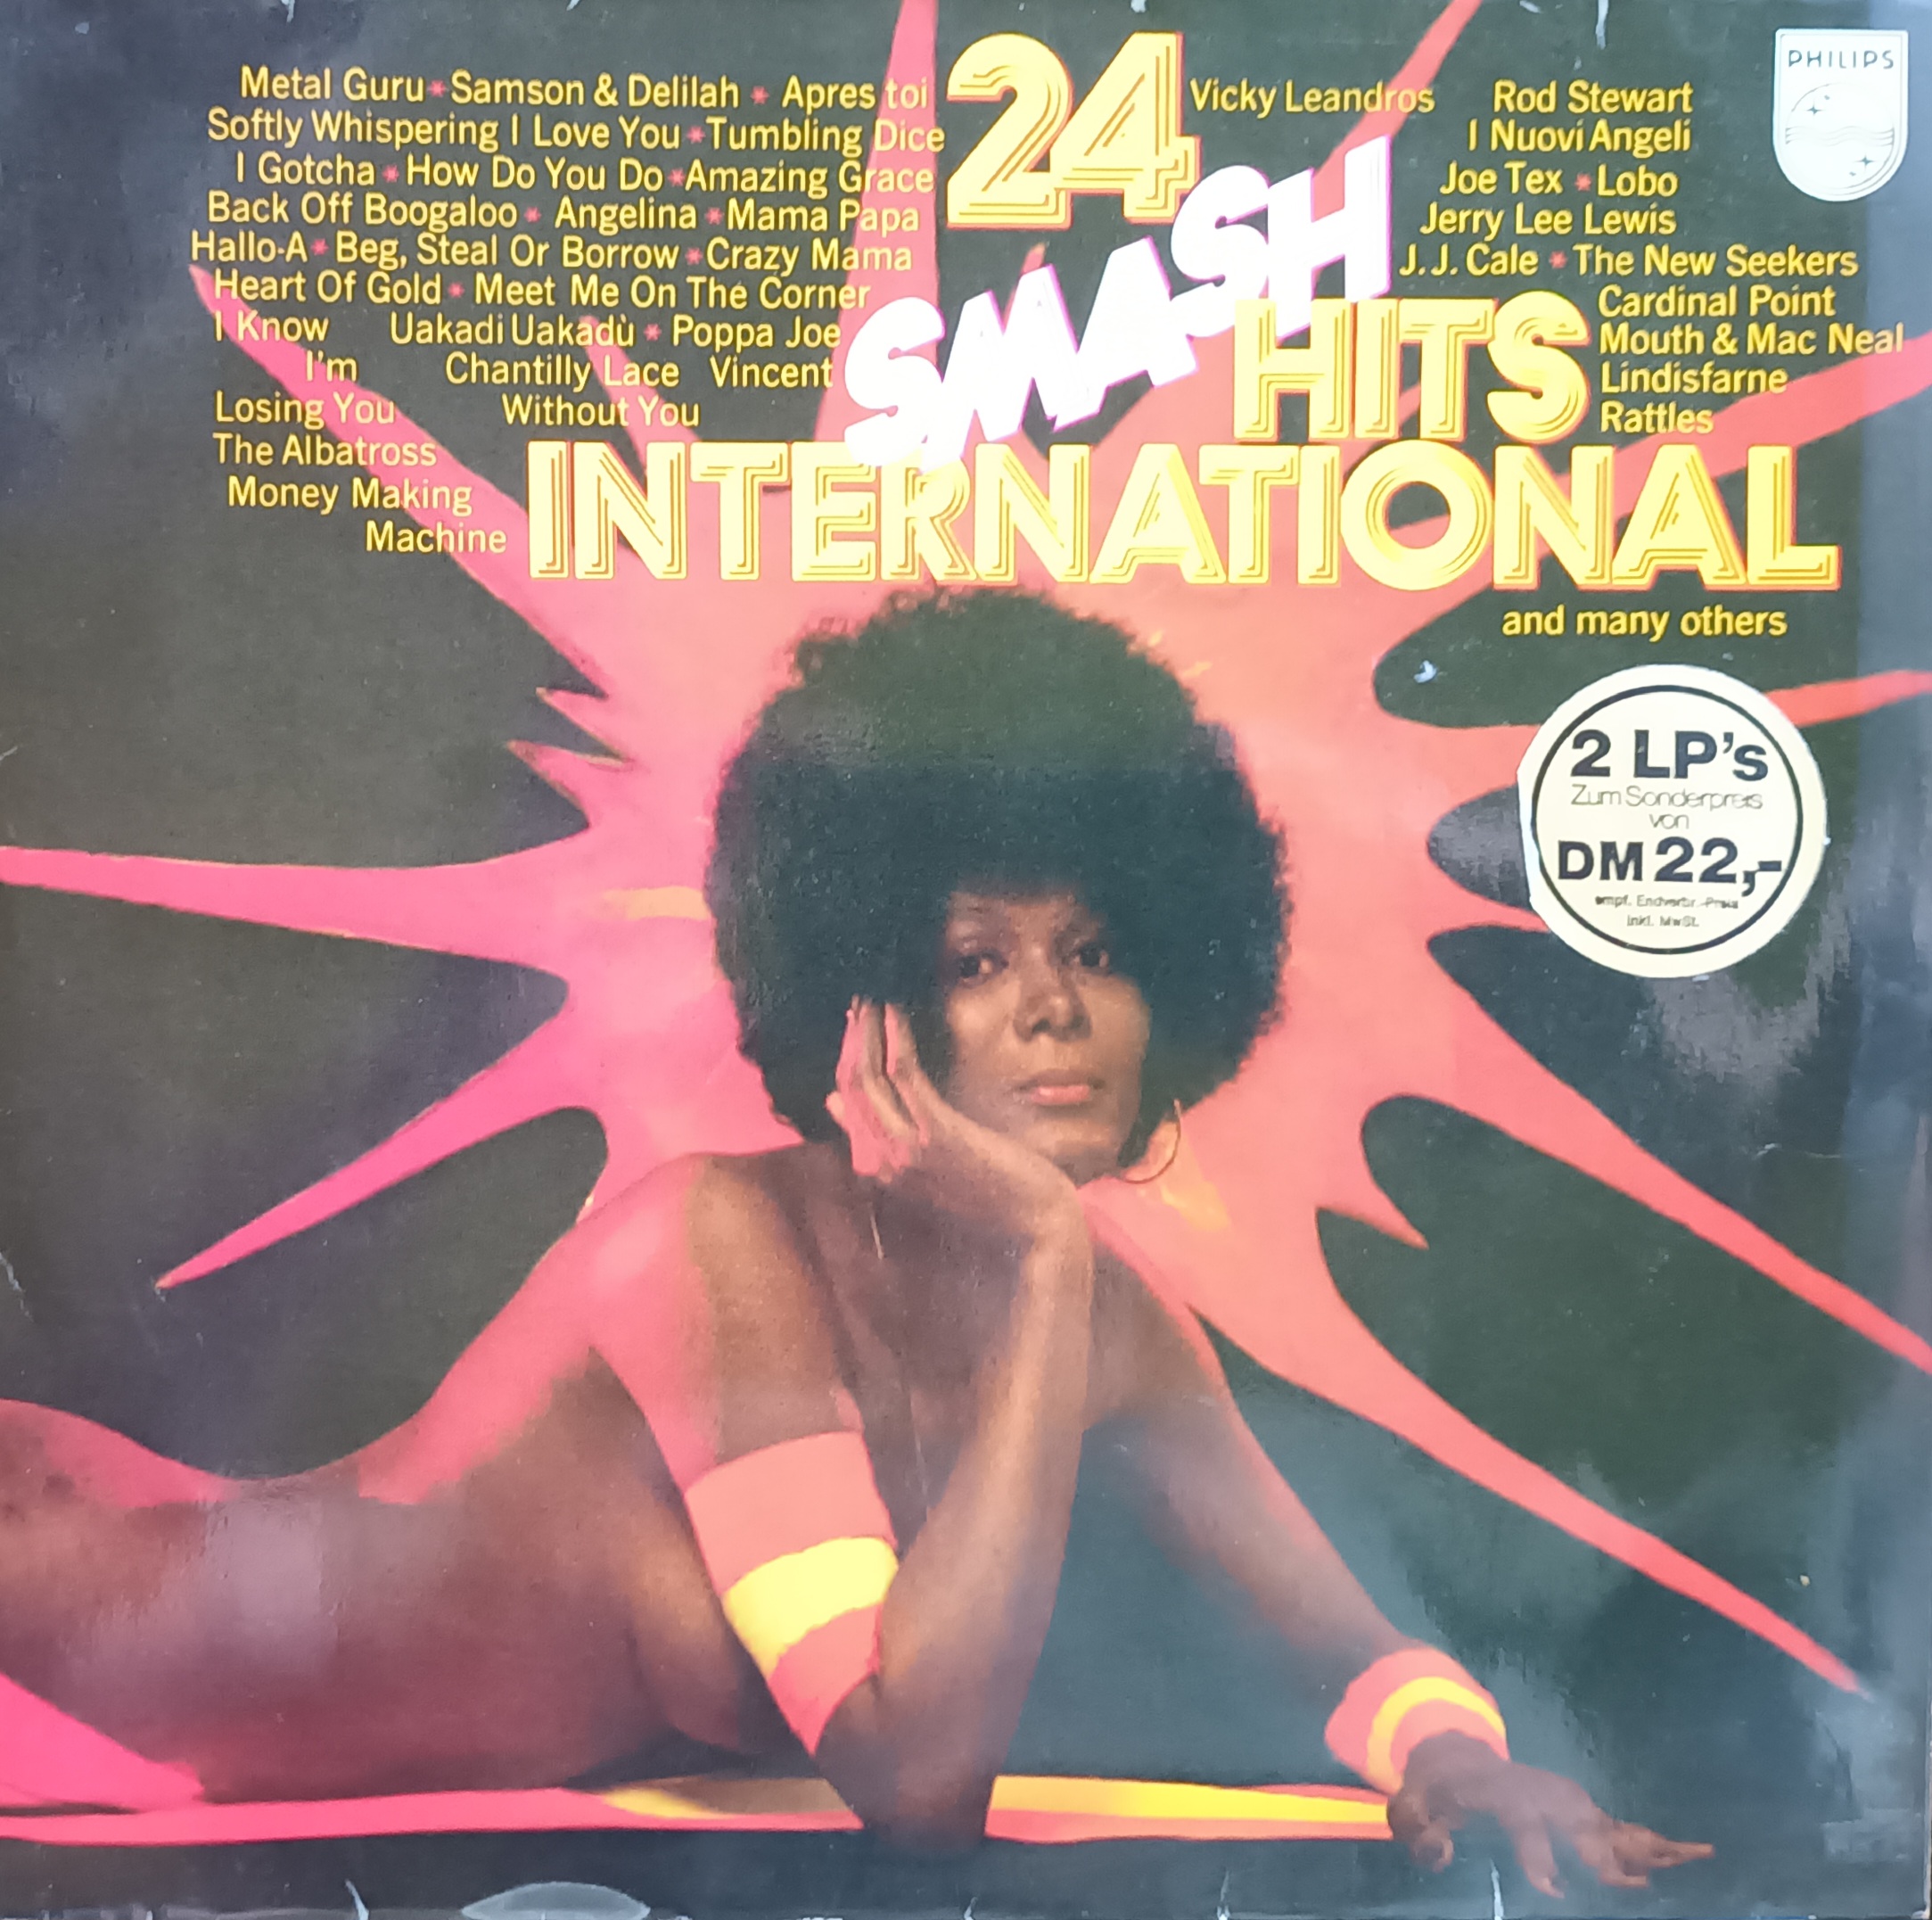 Metal Guru * Samson & Delilah * Apres toi
Softly Whispering I Love You * Tumbling Dice
I Gotcha * How Do You Do * Amazing Grace
Back Off Boogaloo * Angelina * Mama Papa
Hallo-A * Beg, Steal Or Borrow * Crazy Mama
Heart Of Gold * Meet Me On The Corner
I Know Uakadi Uakadù * Poppa Joe
I'm Chantilly Lace Vincent
Losing You Without You
The Albatross
Money Making
Machine
24
SMASH
HITS
INTERNATIONAL
Vicky Leandros Rod Stewart
I Nuovi Angeli
Joe Tex * Lobo
Jerry Lee Lewis
J. J. Cale * The New Seekers
Cardinal Point
Mouth & Mac Neal
Lindisfarne
Rattles
and many others
PHILIPS
2 LP's
Zum Sonderpreis
von
DM 22,-
empf. Endverbr.-Preis
inkl. MwSt.